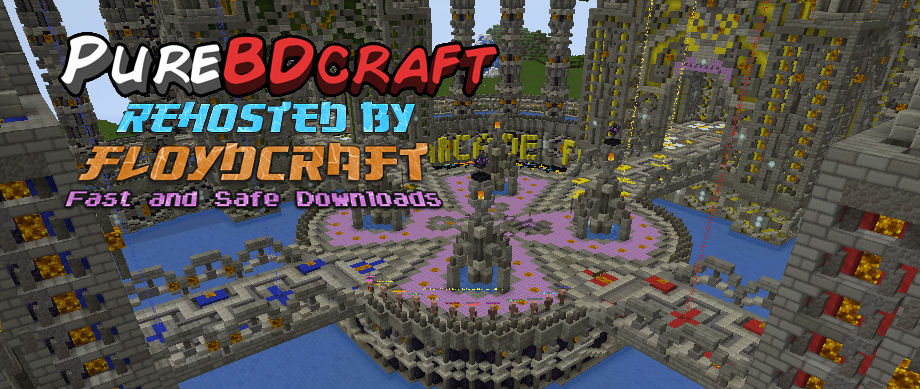 PUREBDCRAFT
REHOSTED BY
FLOYDCRAFT
Fast and Safe Downloads